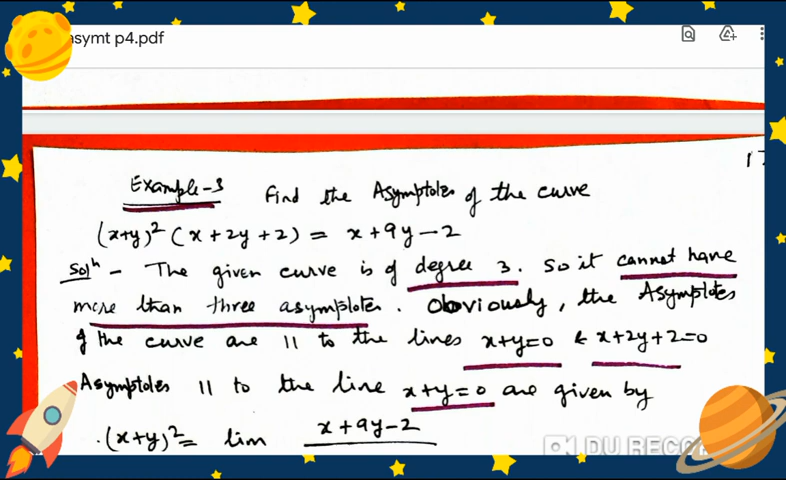 asymt p4.pdf
17
Example-3 Find the Asymptotes of the curve
(x+y)² (x+2y+2) = x+9y-2
Solⁿ - The given curve is of degree 3. So it cannot have
more than three asymptotes. Obviously, the Asymptotes
of the curve are || to the lines x+y=0 & x+2y+2=0
Asymptotes || to the line x+y=0 are given by
(x+y)² = lim x+9y-2
DU RECO